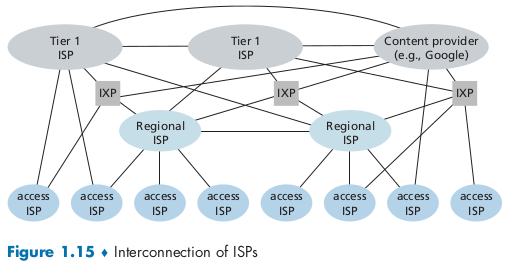 Tier 1
ISP
Tier 1
ISP
Content provider
(e.g., Google)
IXP
IXP
IXP
Regional
ISP
Regional
ISP
access
ISP
access
ISP
access
ISP
access
ISP
access
ISP
access
ISP
access
ISP
access
ISP
Figure 1.15 ♦ Interconnection of ISPs